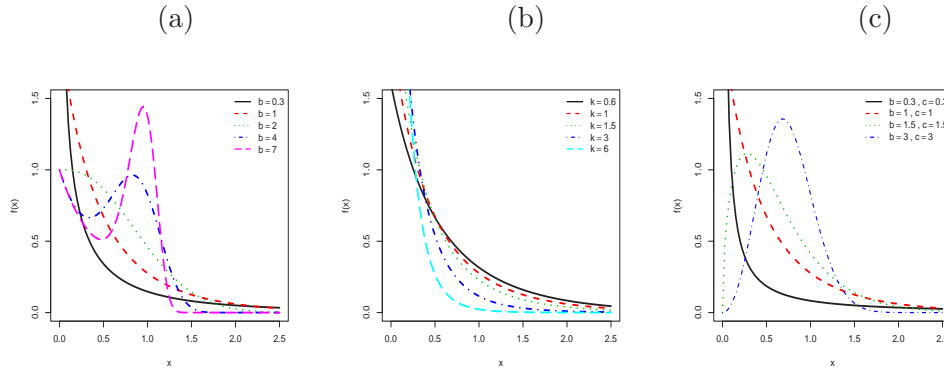 (a)
f(x)
1.5
1.0
0.5
0.0
b = 0.3
b = 1
b = 2
b = 4
b = 7
0.0 0.5 1.0 1.5 2.0 2.5
x
(b)
f(x)
1.5
1.0
0.5
0.0
k = 0.6
k = 1
k = 1.5
k = 3
k = 6
0.0 0.5 1.0 1.5 2.0 2.5
x
(c)
f(x)
1.5
1.0
0.5
0.0
b = 0.3 , c = 0.3
b = 1 , c = 1
b = 1.5 , c = 1.5
b = 3 , c = 3
0.0 0.5 1.0 1.5 2.0 2.5
x